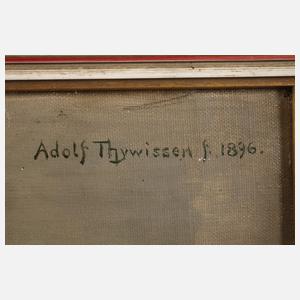 Adolf Thywissen f. 1896.